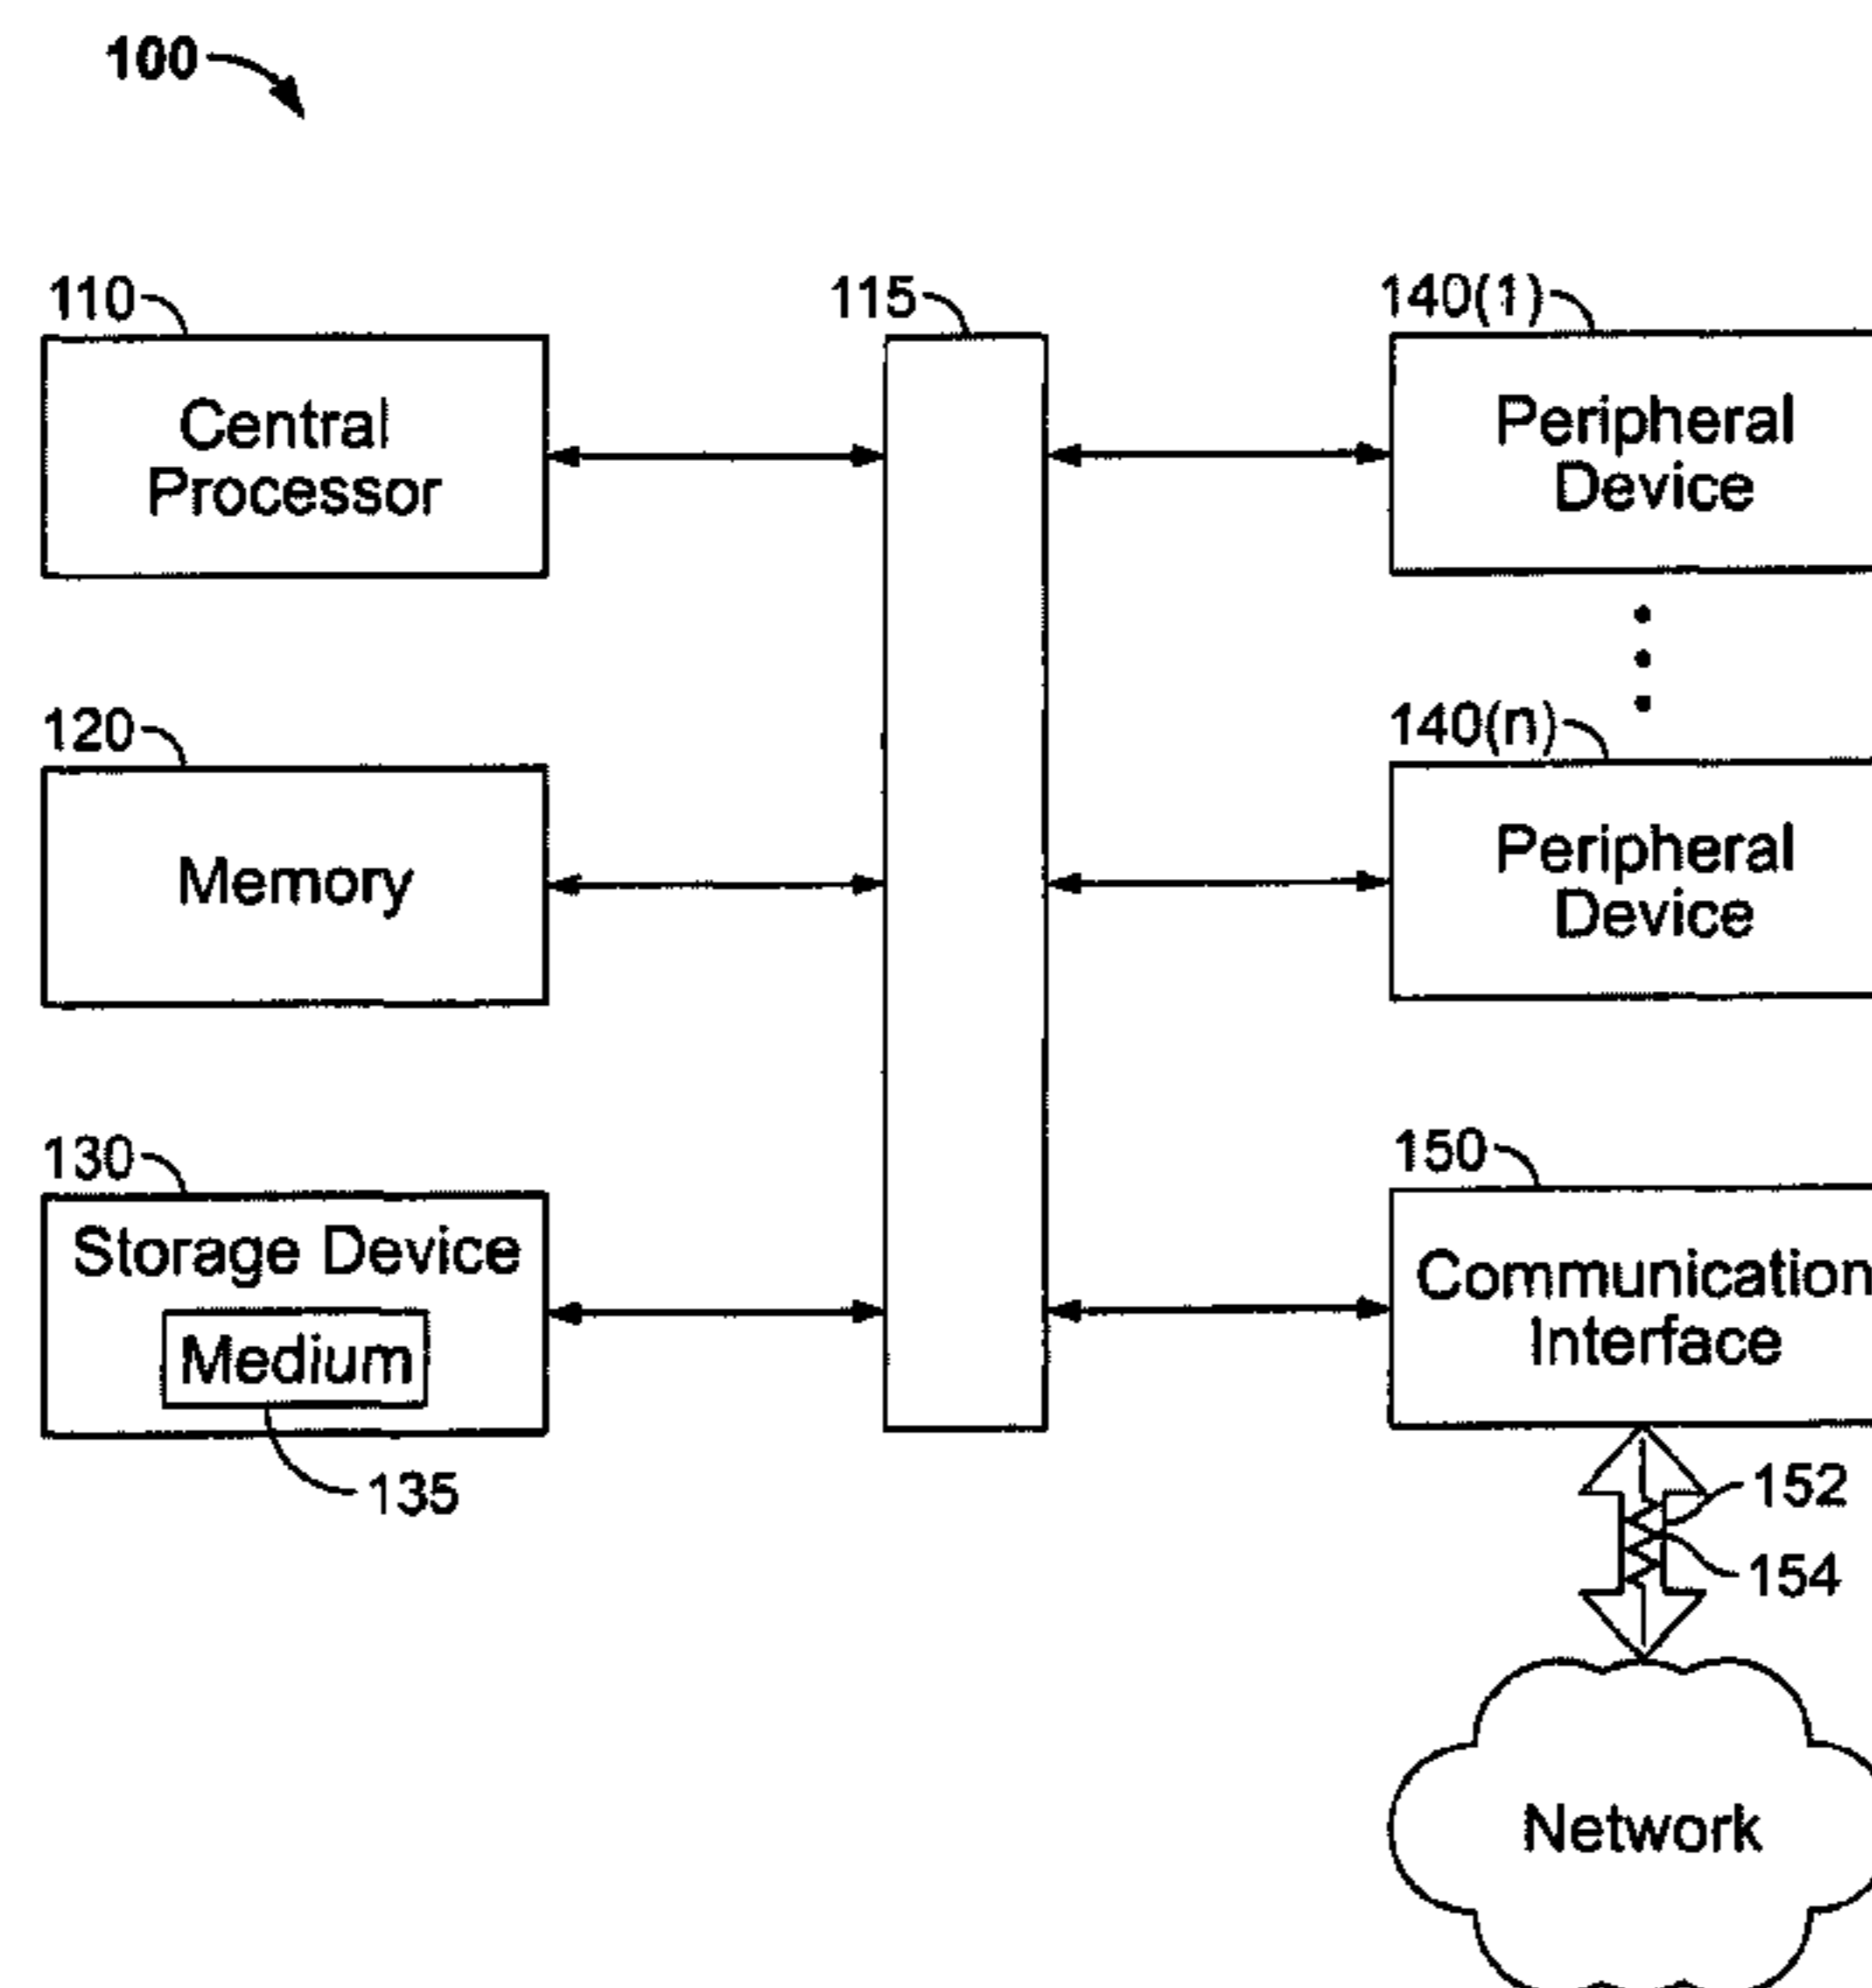 100
110
115
140(1)
Central
Processor
Peripheral
Device
120
140(n)
Memory
Peripheral
Device
130
150
Storage Device
Medium
Communication
Interface
135
152
154
Network